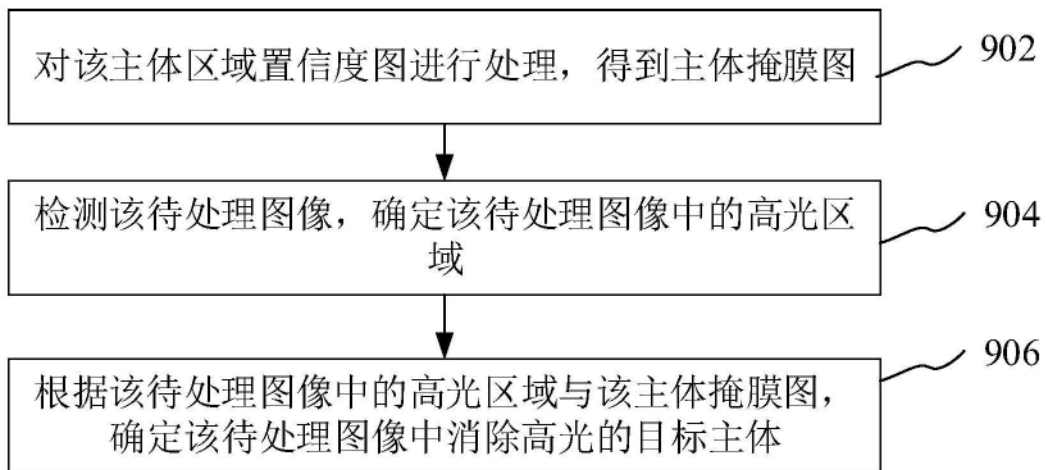 对该主体区域置信度图进行处理，得到主体掩膜图
902
检测该待处理图像，确定该待处理图像中的高光区
域
904
根据该待处理图像中的高光区域与该主体掩膜图，
确定该待处理图像中消除高光的目标主体
906